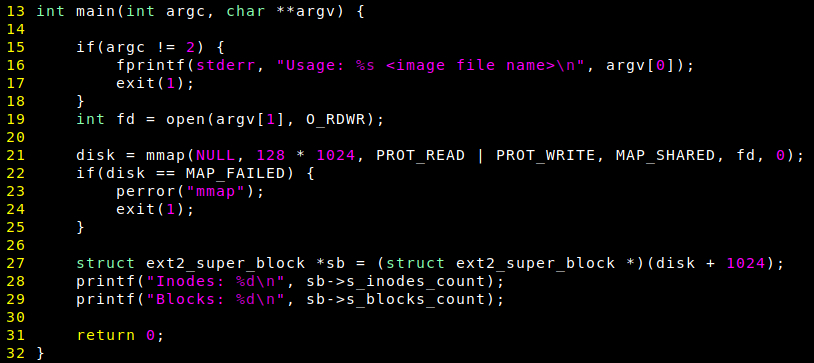 13 int main(int argc, char **argv) {
14
15     if(argc != 2) {
16         fprintf(stderr, "Usage: %s <image file name>\n", argv[0]);
17         exit(1);
18     }
19     int fd = open(argv[1], O_RDWR);
20
21     disk = mmap(NULL, 128 * 1024, PROT_READ | PROT_WRITE, MAP_SHARED, fd, 0);
22     if(disk == MAP_FAILED) {
23         perror("mmap");
24         exit(1);
25     }
26
27     struct ext2_super_block *sb = (struct ext2_super_block *)(disk + 1024);
28     printf("Inodes: %d\n", sb->s_inodes_count);
29     printf("Blocks: %d\n", sb->s_blocks_count);
30
31     return 0;
32 }